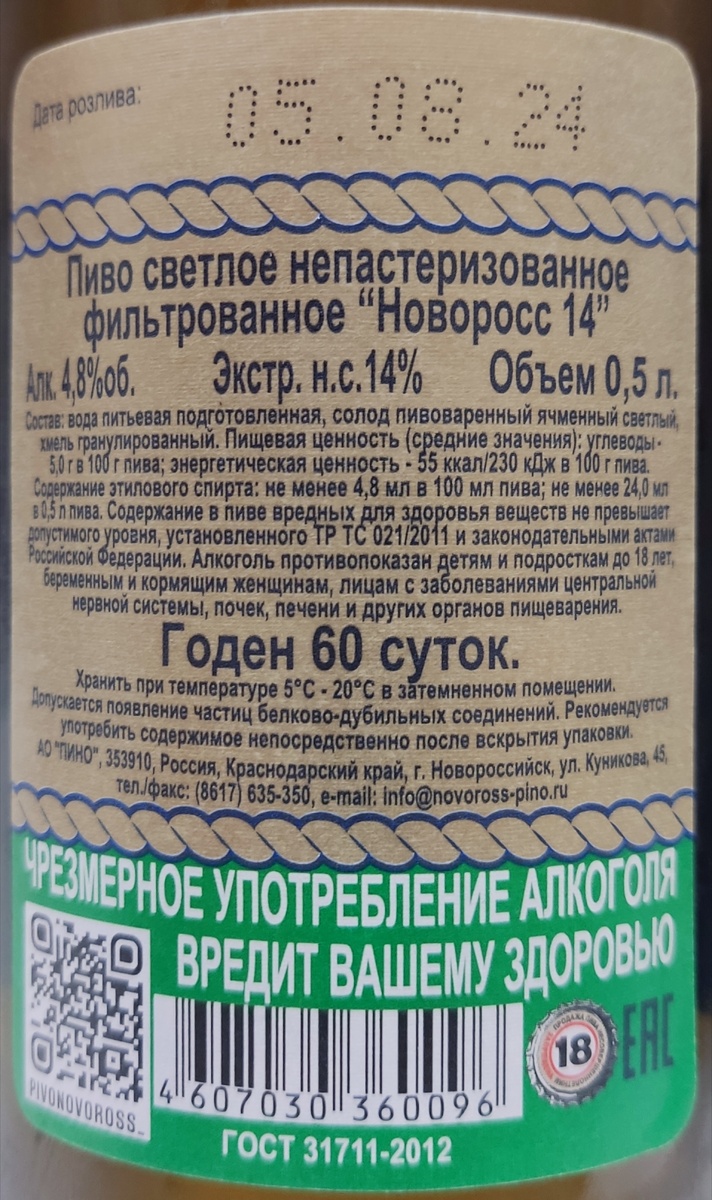 Дата розлива:
05.08.24
Пиво светлое непастеризованное
фильтрованное “Новоросс 14”
Алк. 4,8%об. Экстр. н.с.14% Объем 0,5 л.
Состав: вода питьевая подготовленная, солод пивоваренный ячменный светлый,
хмель гранулированный. Пищевая ценность (средние значения): углеводы-
5,0 г в 100 г пива; энергетическая ценность - 55 ккал/230 кДж в 100 г пива.
Содержание этилового спирта: не менее 4,8 мл в 100 мл пива; не менее 24,0 мл
в 0,5 л пива. Содержание в пиве вредных для здоровья веществ не превышает
допустимого уровня, установленного ТР ТС 021/2011 и законодательными актами
Российской Федерации. Алкоголь противопоказан детям и подросткам до 18 лет,
беременным и кормящим женщинам, лицам с заболеваниями центральной
нервной системы, почек, печени и других органов пищеварения.
Годен 60 суток.
Хранить при температуре 5°С - 20°С в затемненном помещении.
Допускается появление частиц белково-дубильных соединений. Рекомендуется
употребить содержимое непосредственно после вскрытия упаковки.
АО "ПИНО", 353910, Россия, Краснодарский край, г. Новороссийск, ул. Куникова, 45,
тел./факс: (8617) 635-350, e-mail: info@novoross-pino.ru
ЧРЕЗМЕРНОЕ УПОТРЕБЛЕНИЕ АЛКОГОЛЯ
ВРЕДИТ ВАШЕМУ ЗДОРОВЬЮ
PIVONOVOROSS_
4 607030 360096
18
EAC
ГОСТ 31711-2012